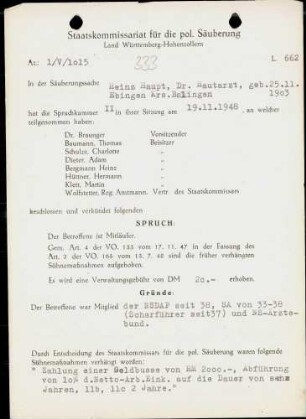 Staatskommissariat für die pol. Säuberung
Land Württemberg-Hohenzollern
Az.: 1/V/1015
233
L 662
In der Säuberungssache
Heinz Haupt, Dr. Hautarzt, geb.25.11.
1903
Ebingen Krs.Balingen
hat die Spruchkammer II in ihrer Sitzung am 19.11.1948, an welcher
teilgenommen haben:
Dr. Breunger Vorsitzender
Baumann, Thomas Beisitzer
Schulze, Charlotte „
Dieter, Adam „
Bergmann Heinz „
Hüttner, Hermann „
Klett, Martin „
Wolfstetter, Reg. Amtmann, Vertr. des Staatskommissars
beschlossen und verkündet folgenden
SPRUCH:
Der Betroffene ist Mitläufer.
Gem. Art. 4 der VO. 133 vom 17. 11. 47 in der Fassung des
Art. 2 der VO. 165 vom 13. 7. 48 sind die früher verhängten
Sühnemaßnahmen aufgehoben.
Es wird eine Verwaltungsgebühr von DM 20.- erhoben.
Gründe:
Der Betroffene war Mitglied der NSDAP seit 38, SA von 33-38
(Scharführer seit37) und NS-Ärzte-
bund.
Durch Entscheidung des Staatskommissars für die pol. Säuberung waren folgende
Sühnemaßnahmen verhängt worden:
" Zahlung einer Geldbusse von RM 2000.-, Abführung
von 10% d.Netto-Arb.Eink. auf die Dauer von sechs
Jahren, 11b, 11c 2 Jahre."